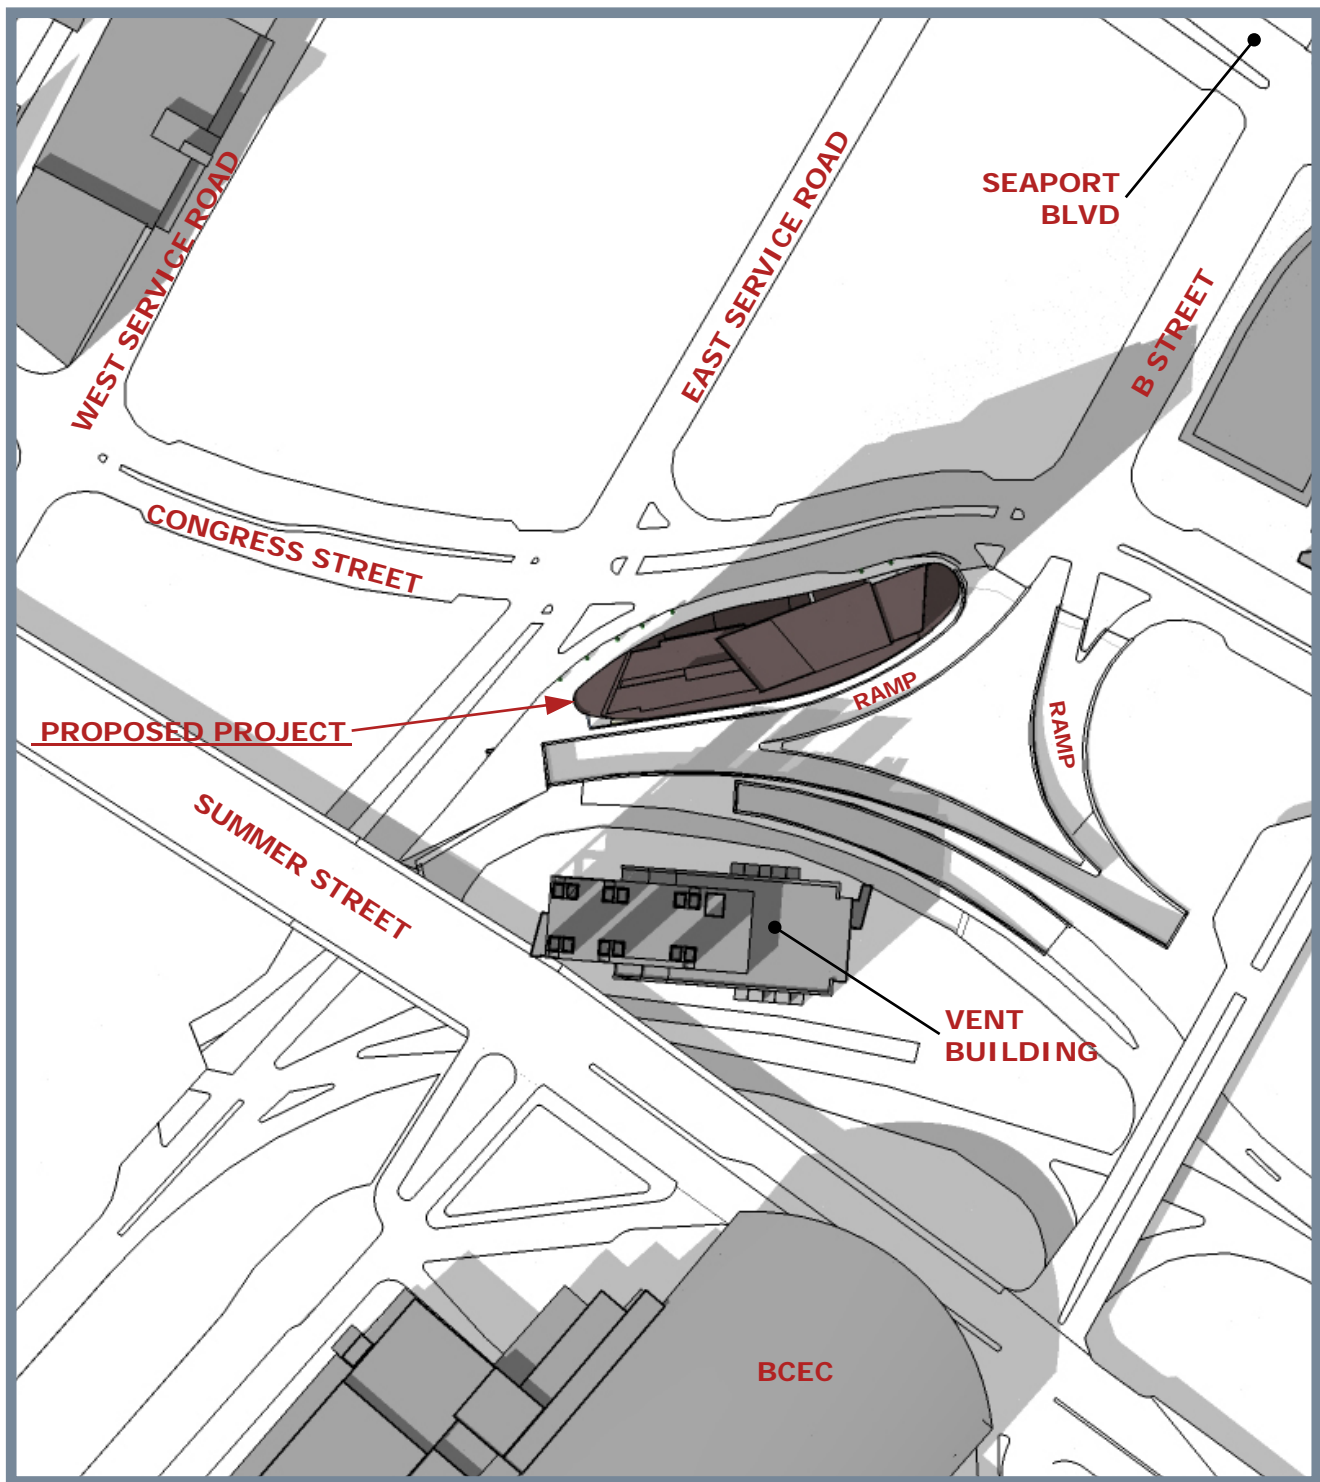 SEAPORT
BLVD
WEST SERVICE ROAD
EAST SERVICE ROAD
B STREET
CONGRESS STREET
RAMP
RAMP
PROPOSED PROJECT
SUMMER STREET
VENT
BUILDING
BCEC